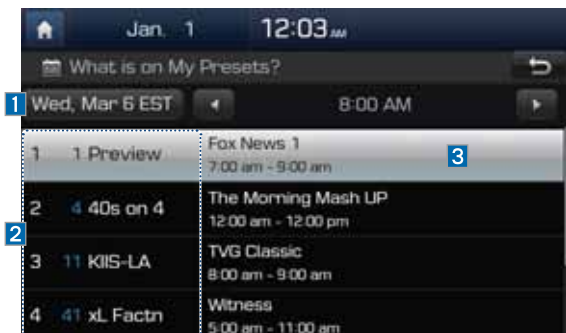 Jan. 1 12:03 AM
What is on My Presets?
1 Wed, Mar 6 EST 8:00 AM
1 1 Preview Fox News 1
7:00 am - 9:00 am 3
2 4 40s on 4 The Morning Mash UP
12:00 am - 12:00 pm
2
3 11 KIIS-LA TVG Classic
8:00 am - 9:00 am
4 41 xL Factn Witness
5:00 am - 11:00 am